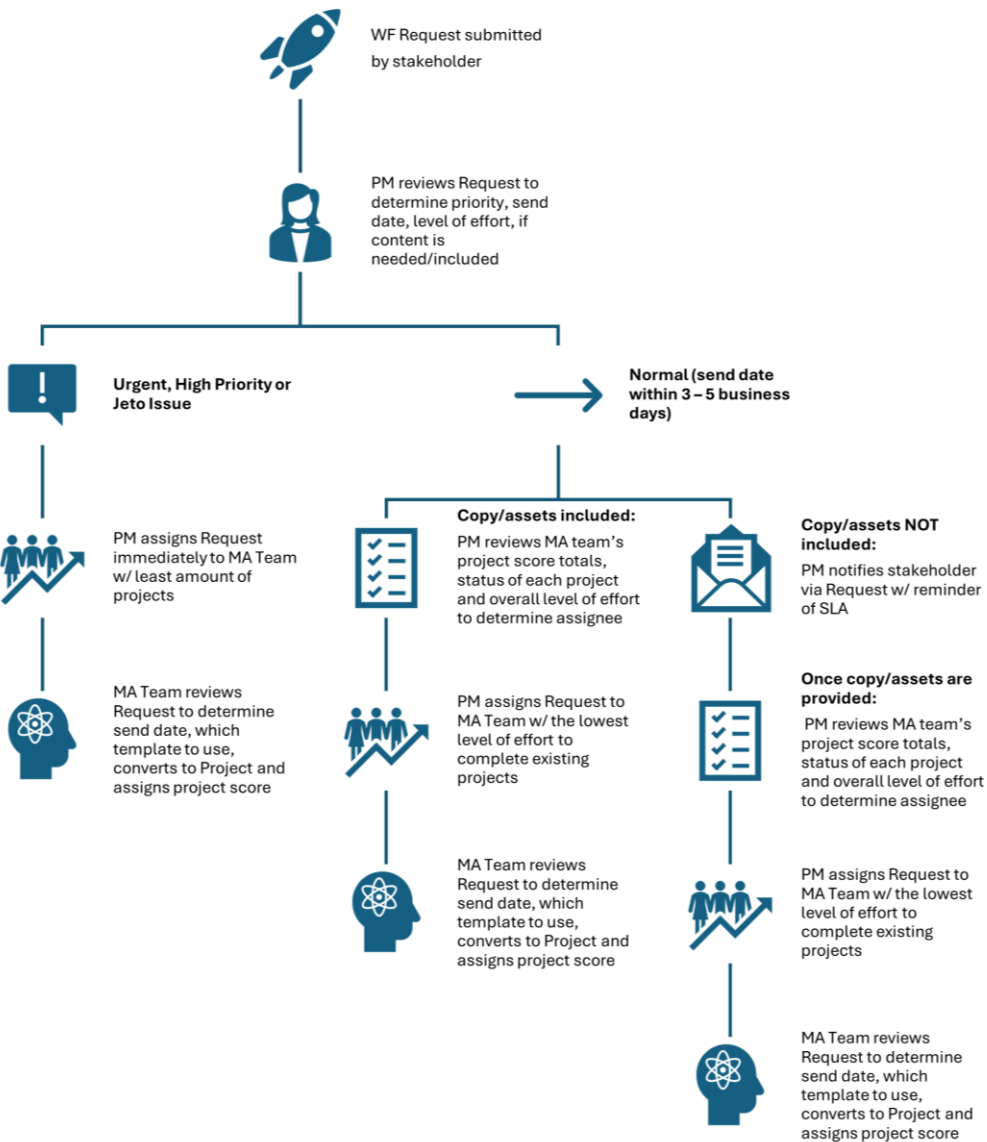 WF Request submitted
by stakeholder
PM reviews Request to
determine priority, send
date, level of effort, if
content is
needed/included
Urgent, High Priority or
Jeto Issue
Normal (send date
within 3 – 5 business
days)
PM assigns Request
immediately to MA Team
w/ least amount of
projects
MA Team reviews
Request to determine
send date, which
template to use,
converts to Project and
assigns project score
Copy/assets included:
PM reviews MA team's
project score totals,
status of each project
and overall level of effort
to determine assignee
PM assigns Request to
MA Team w/ the lowest
level of effort to
complete existing
projects
MA Team reviews
Request to determine
send date, which
template to use,
converts to Project and
assigns project score
Copy/assets NOT
included:
PM notifies stakeholder
via Request w/ reminder
of SLA
Once copy/assets are
provided:
PM reviews MA team's
project score totals,
status of each project
and overall level of effort
to determine assignee
PM assigns Request to
MA Team w/ the lowest
level of effort to
complete existing
projects
MA Team reviews
Request to determine
send date, which
template to use,
converts to Project and
assigns project score